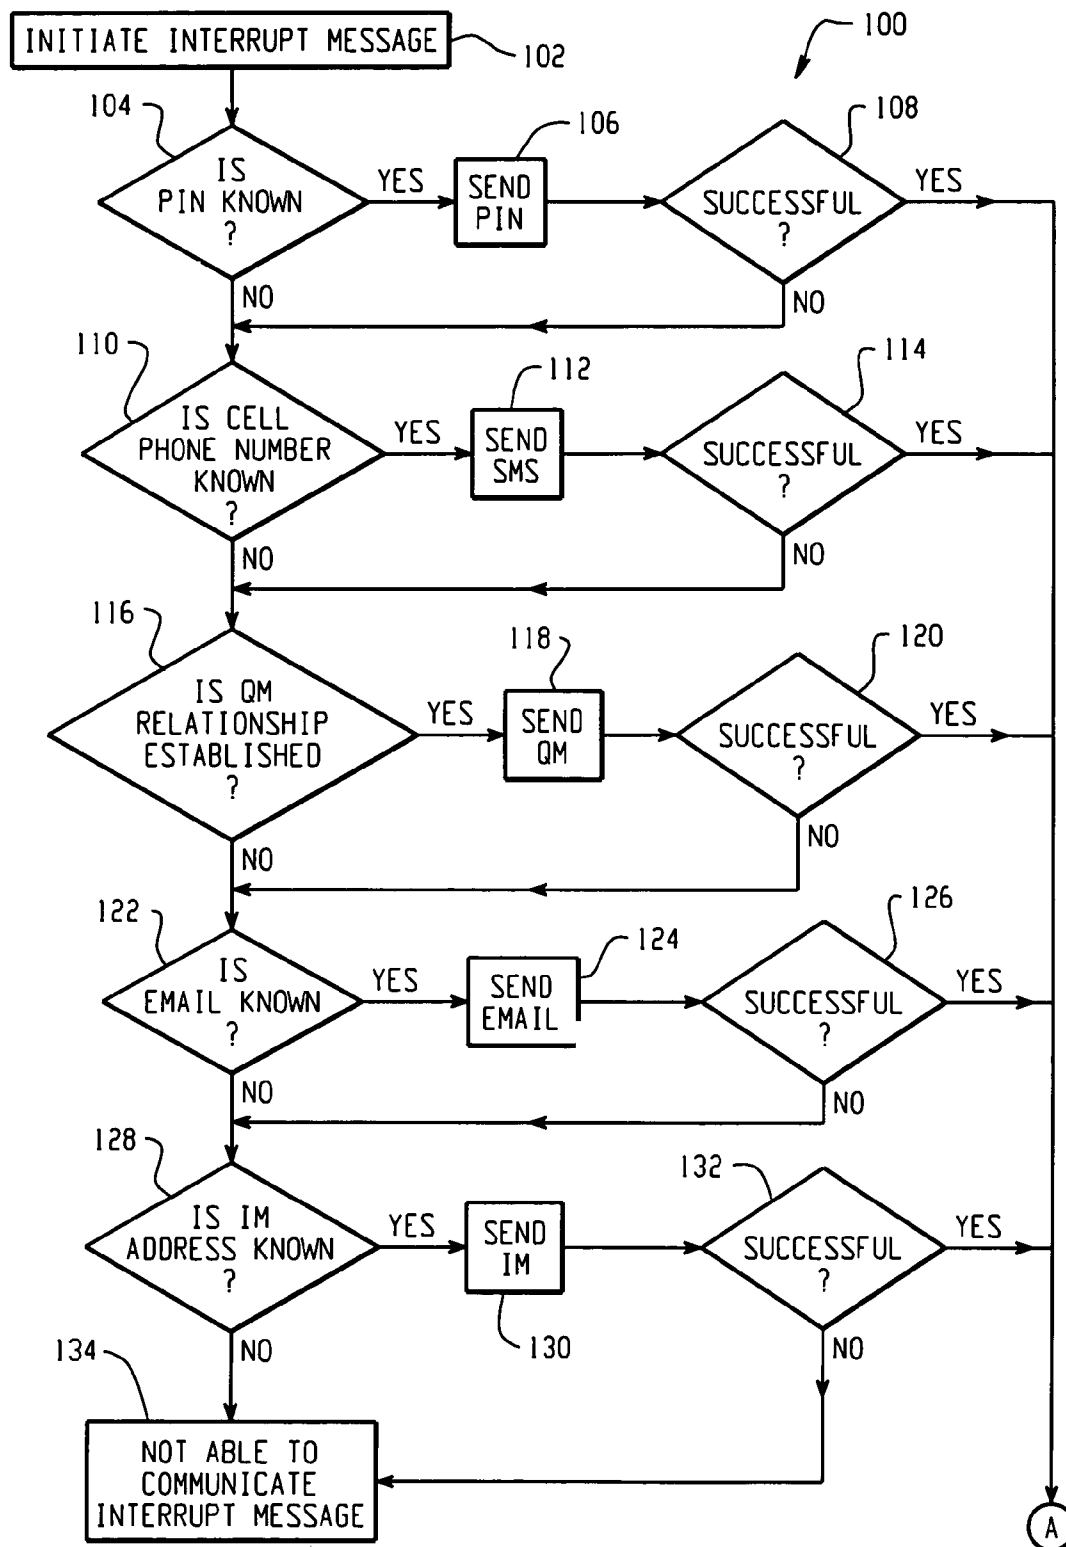 INITIATE INTERRUPT MESSAGE
102
100
104
IS
PIN KNOWN
?
YES
106
SEND
PIN
108
SUCCESSFUL
?
YES
NO
NO
110
IS CELL
PHONE NUMBER
KNOWN
?
YES
112
SEND
SMS
114
SUCCESSFUL
?
YES
NO
NO
116
IS QM
RELATIONSHIP
ESTABLISHED
?
YES
118
SEND
QM
120
SUCCESSFUL
?
YES
NO
NO
122
IS
EMAIL KNOWN
?
YES
124
SEND
EMAIL
126
SUCCESSFUL
?
YES
NO
NO
128
IS IM
ADDRESS KNOWN
?
YES
SEND
IM
130
132
SUCCESSFUL
?
YES
NO
NO
134
NOT ABLE TO
COMMUNICATE
INTERRUPT MESSAGE
A